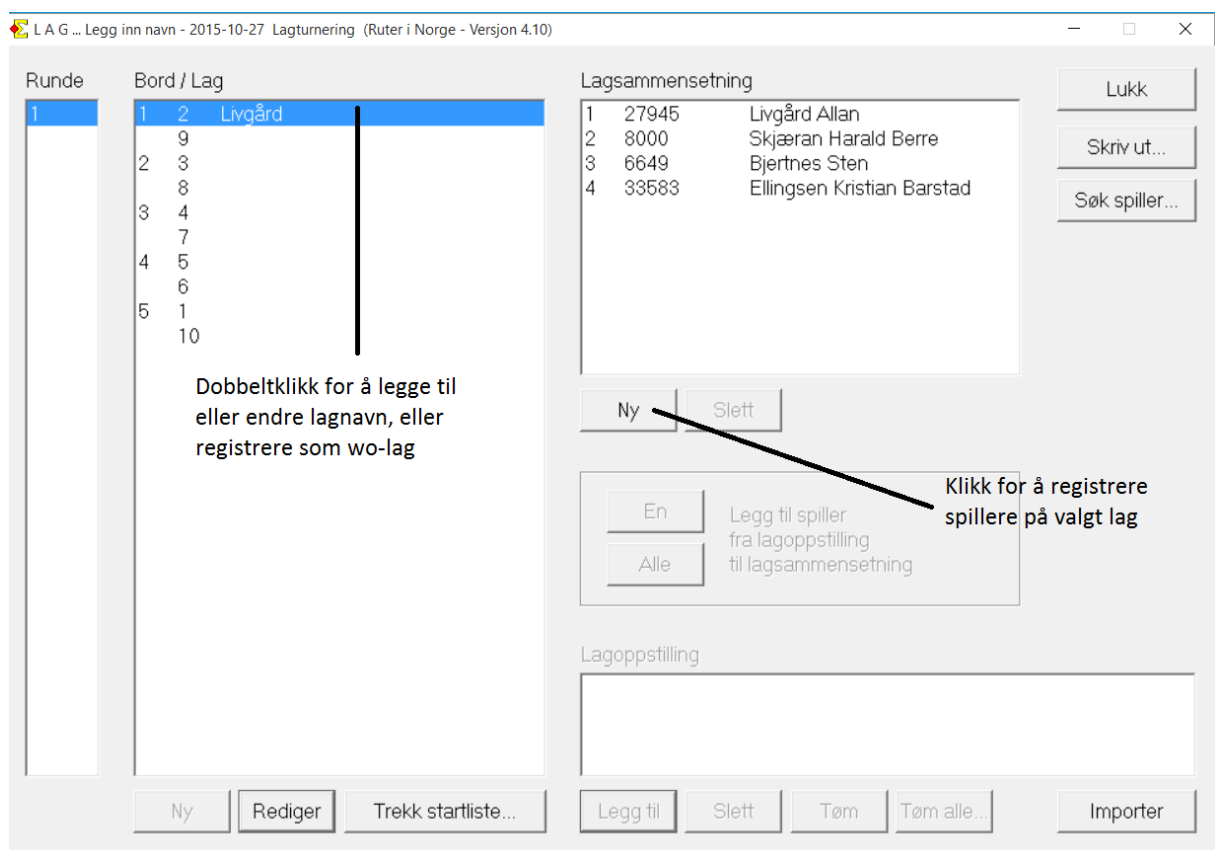 L A G ... Legg inn navn - 2015-10-27 Lagturnering (Ruter i Norge - Versjon 4.10)
Runde
1
Bord / Lag
1 2 Livgård
9
2 3
8
3 4
7
4 5
6
5 1
10
Dobbeltklikk for å legge til
eller endre lagnavn, eller
registrere som wo-lag
Ny
Rediger
Trekk startliste...
Lagsammensetning
1 27945 Livgård Allan
2 8000 Skjæran Harald Berre
3 6649 Bjertnes Sten
4 33583 Ellingsen Kristian Barstad
Lukk
Skriv ut...
Søk spiller...
Ny
Slett
Klikk for å registrere
spillere på valgt lag
En
Alle
Legg til spiller
fra lagoppstilling
til lagsammensetning
Lagoppstilling
Legg til
Slett
Tøm
Tøm alle...
Importer